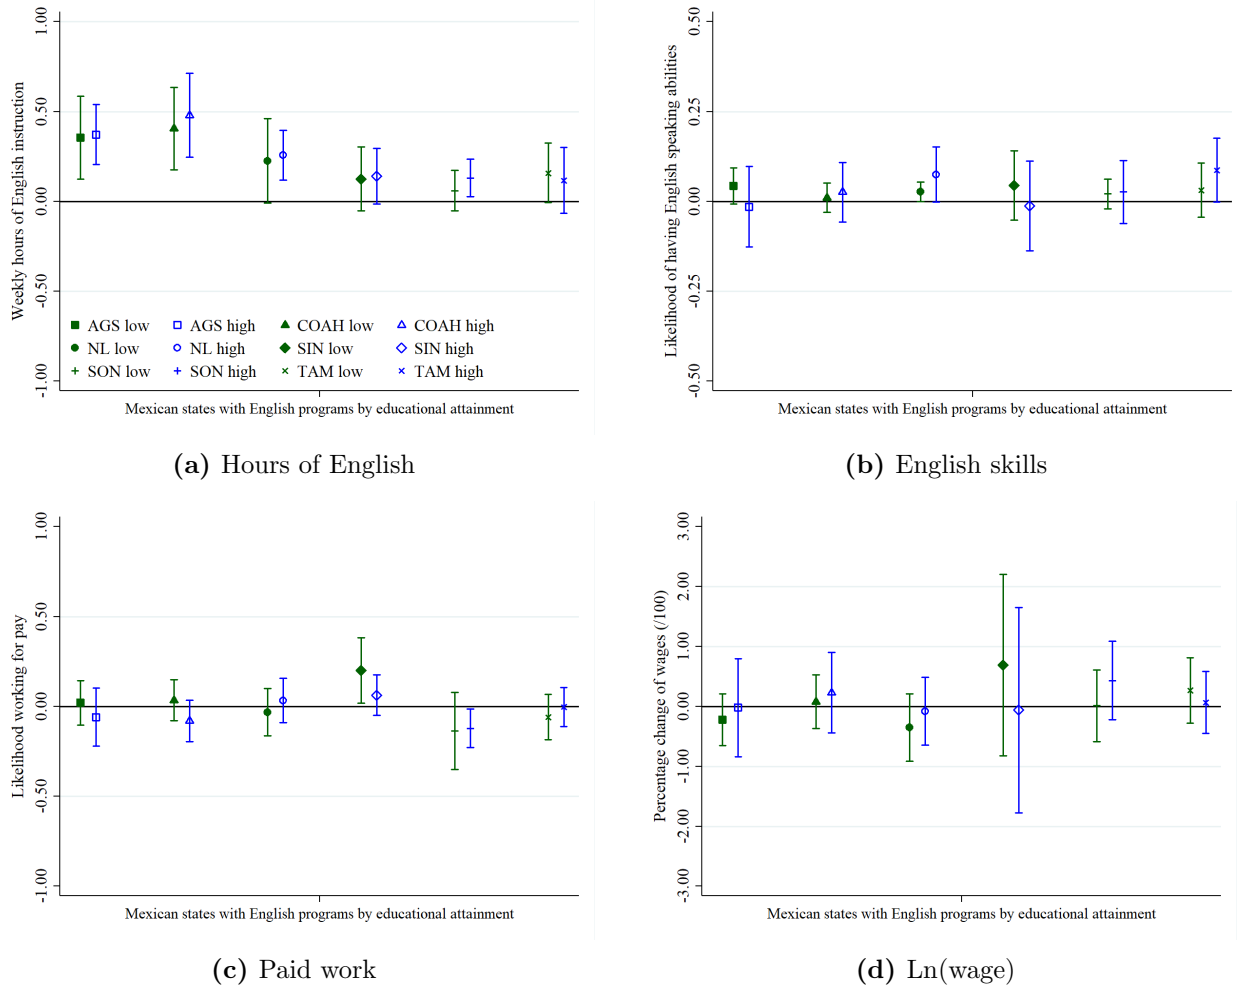 Weekly hours of English instruction
1.00
0.50
0.00
-0.50
-1.00
AGS low AGS high COAH low COAH high
NL low NL high SIN low SIN high
SON low SON high TAM low TAM high
Mexican states with English programs by educational attainment
(a) Hours of English
Likelihood of having English speaking abilities
0.50
0.25
0.00
-0.25
-0.50
Mexican states with English programs by educational attainment
(b) English skills
Likelihood working for pay
1.00
0.50
0.00
-0.50
-1.00
Mexican states with English programs by educational attainment
(c) Paid work
Percentage change of wages (/100)
3.00
2.00
1.00
0.00
-1.00
-2.00
-3.00
Mexican states with English programs by educational attainment
(d) Ln(wage)